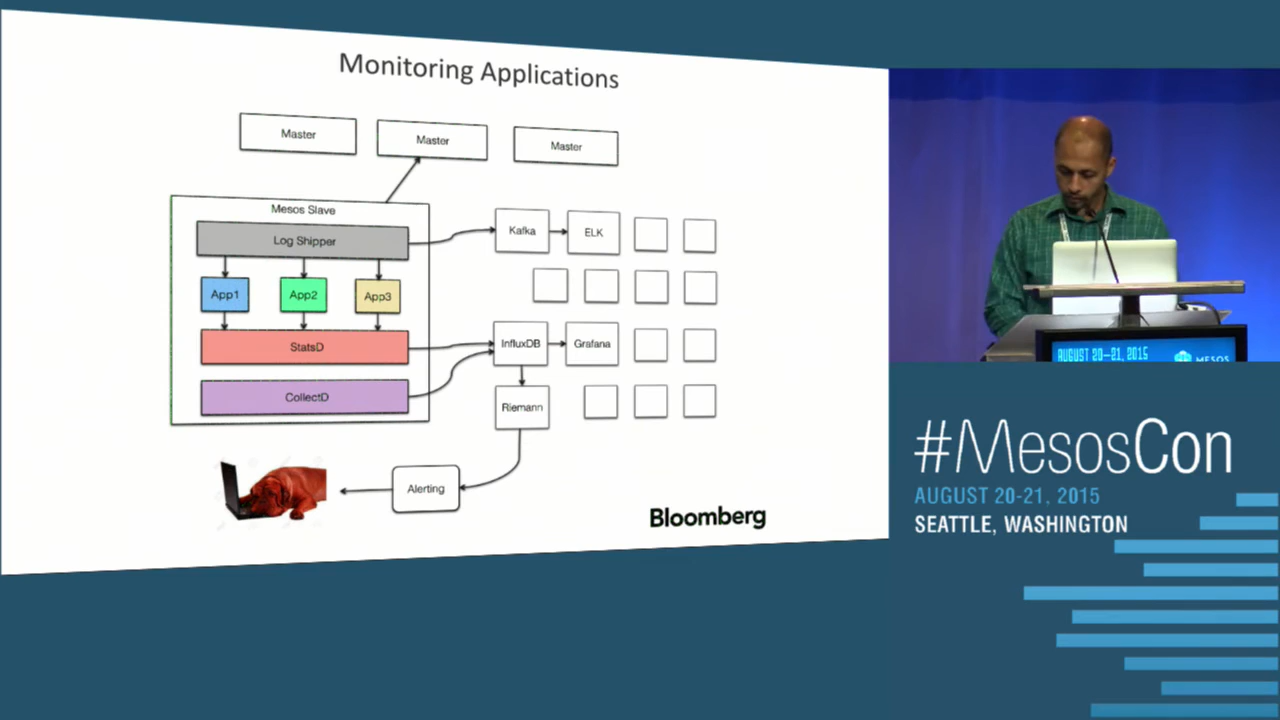 Monitoring Applications
Master
Master
Master
Mesos Slave
Log Shipper
Kafka
ELK
App1
App2
App3
StatsD
InfluxDB
Grafana
CollectD
Riemann
Alerting
Bloomberg
AUGUST 20-21, 2015
MESOS
#MesosCon
AUGUST 20-21, 2015
SEATTLE, WASHINGTON